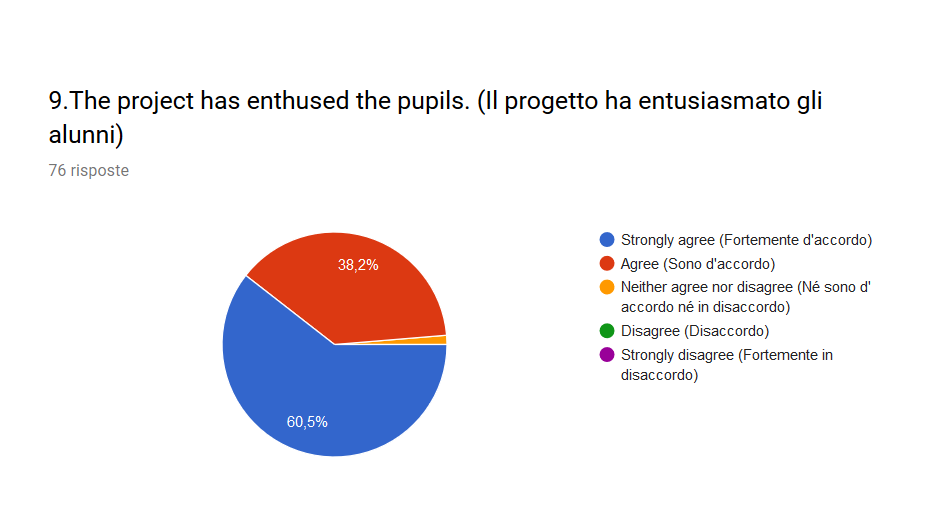 9.The project has enthused the pupils. (Il progetto ha entusiasmato gli
alunni)
76 risposte
38,2%
60,5%
Strongly agree (Fortemente d'accordo)
Agree (Sono d'accordo)
Neither agree nor disagree (Né sono d'
accordo né in disaccordo)
Disagree (Disaccordo)
Strongly disagree (Fortemente in
disaccordo)